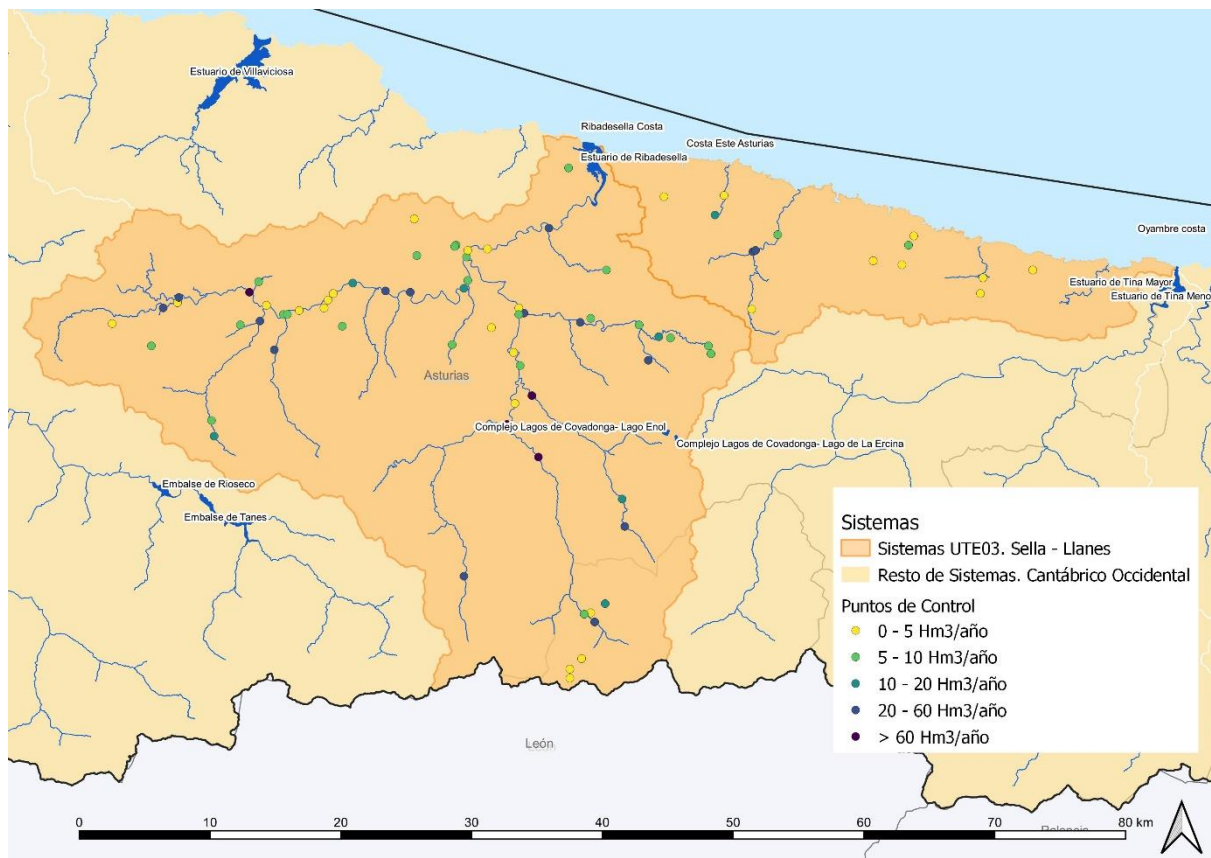 Estuario de Villaviciosa
Ribadesella Costa
Costa Este Asturias
Estuario de Ribadesella
Oyambre costa
Estuario de Tina Mayor
Estuario de Tina Meno
Asturias
Complejo Lagos de Covadonga- Lago Enol
Complejo Lagos de Covadonga- Lago de La Ercina
Embalse de Rioseco
Embalse de Tanes
León
Sistemas
Sistemas UTE03. Sella - Llanes
Resto de Sistemas. Cantábrico Occidental
Puntos de Control
0 - 5 Hm3/año
5 - 10 Hm3/año
10 - 20 Hm3/año
20 - 60 Hm3/año
> 60 Hm3/año
0 10 20 30 40 50 60 70 80 km